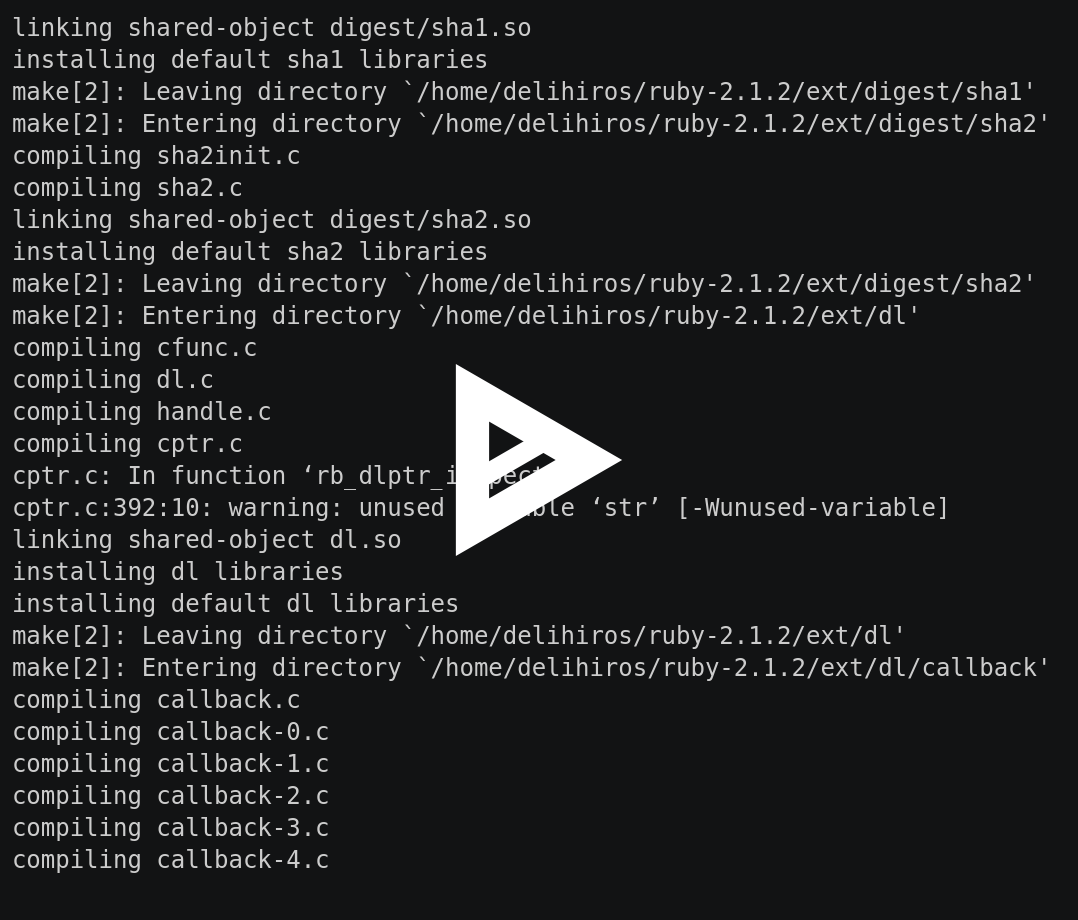 linking shared-object digest/sha1.so
installing default sha1 libraries
make[2]: Leaving directory `/home/delihiros/ruby-2.1.2/ext/digest/sha1'
make[2]: Entering directory `/home/delihiros/ruby-2.1.2/ext/digest/sha2'
compiling sha2init.c
compiling sha2.c
linking shared-object digest/sha2.so
installing default sha2 libraries
make[2]: Leaving directory `/home/delihiros/ruby-2.1.2/ext/digest/sha2'
make[2]: Entering directory `/home/delihiros/ruby-2.1.2/ext/dl'
compiling cfunc.c
compiling dl.c
compiling handle.c
compiling cptr.c
cptr.c: In function
cptr.c:392:10: warning: unused ‘str’ [-Wunused-variable]
linking shared-object dl.so
installing dl libraries
installing default dl libraries
make[2]: Leaving directory `/home/delihiros/ruby-2.1.2/ext/dl'
make[2]: Entering directory `/home/delihiros/ruby-2.1.2/ext/dl/callback'
compiling callback.c
compiling callback-0.c
compiling callback-1.c
compiling callback-2.c
compiling callback-3.c
compiling callback-4.c